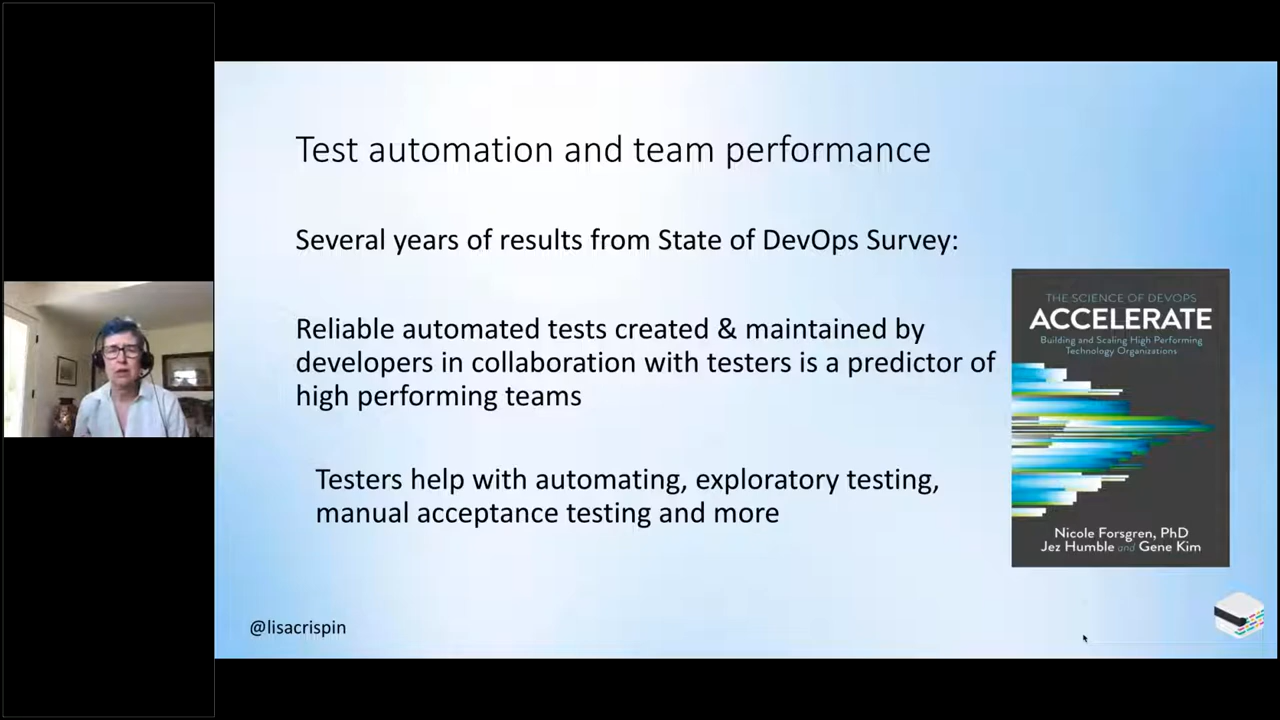 Test automation and team performance
Several years of results from State of DevOps Survey:
Reliable automated tests created & maintained by
developers in collaboration with testers is a predictor of
high performing teams
Testers help with automating, exploratory testing,
manual acceptance testing and more
THE SCIENCE OF DEVOPS
ACCELERATE
Building and Scaling High Performing
Technology Organizations
Nicole Forsgren, PhD
Jez Humble and Gene Kim
@lisacrispin